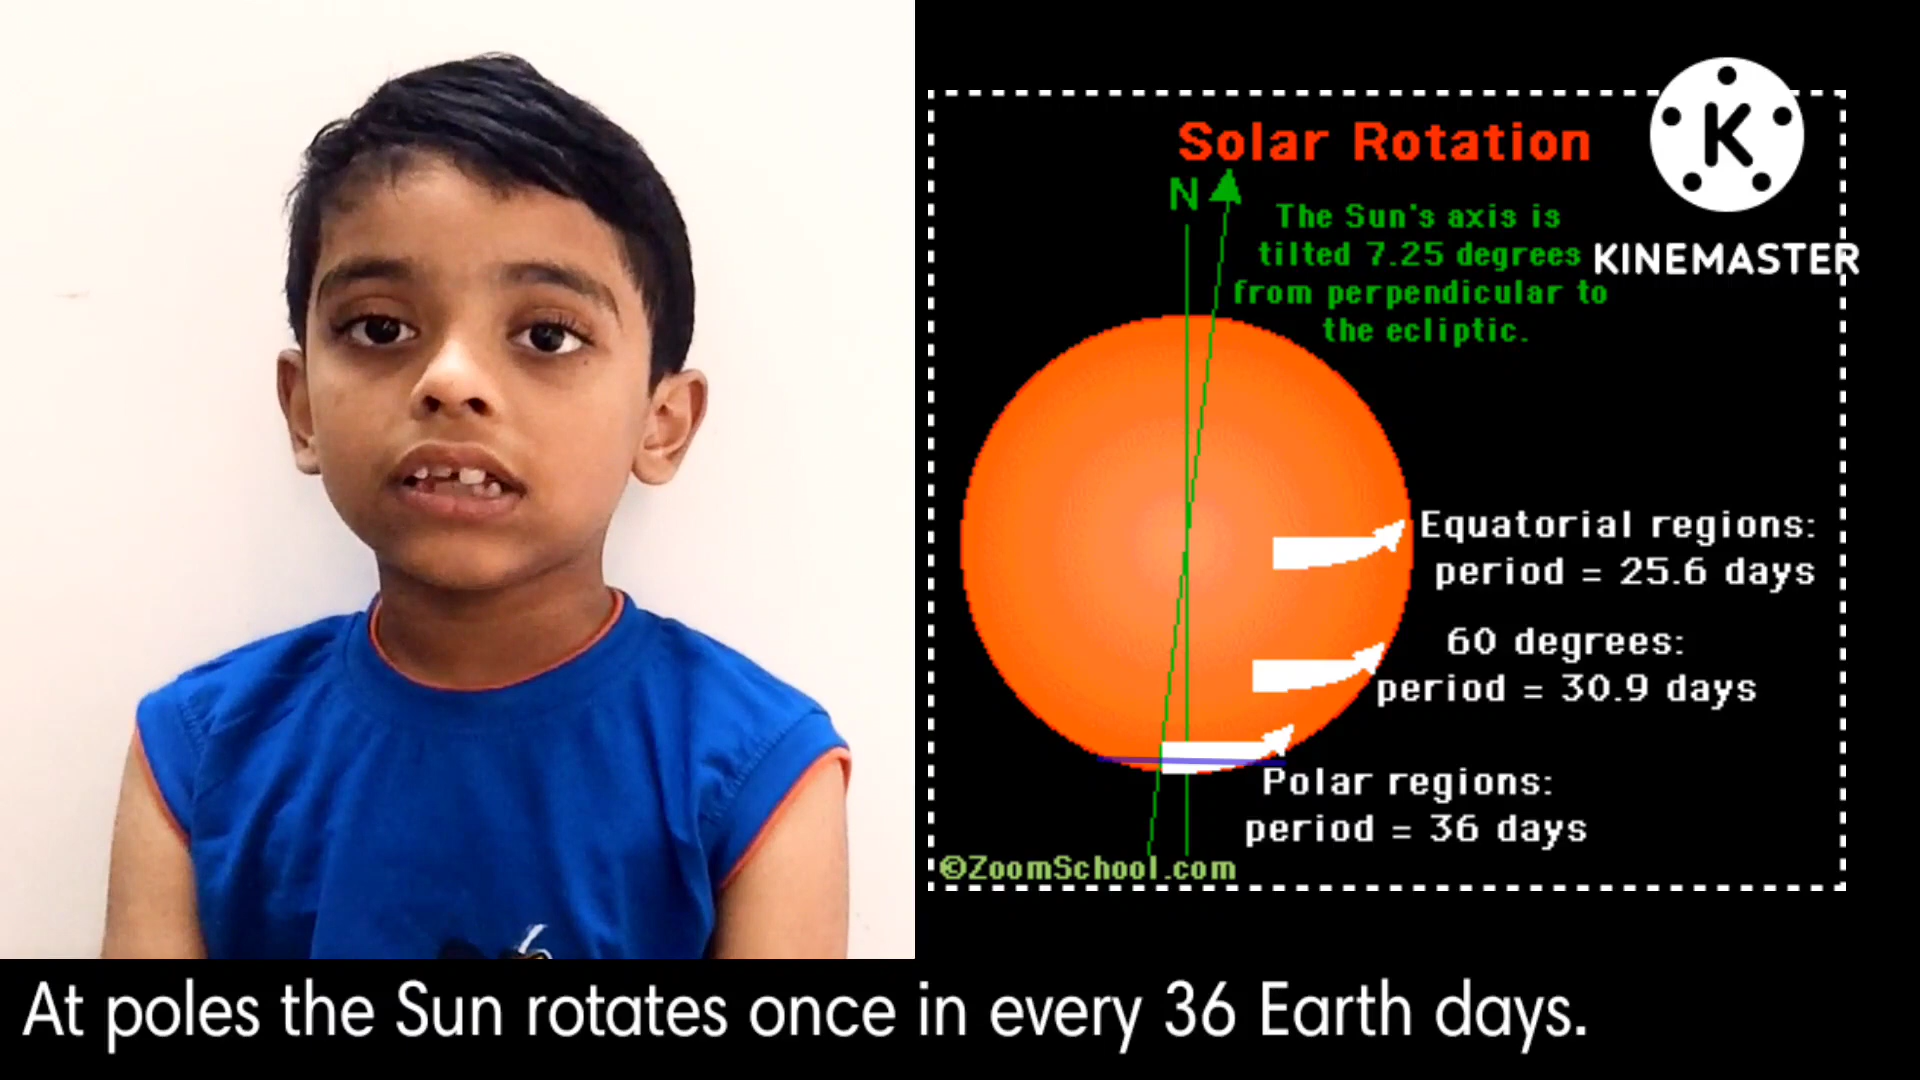 Solar Rotation
N
The Sun's axis is
tilted 7.25 degrees
from perpendicular to
the ecliptic.
K
KINEMASTER
Equatorial regions:
period = 25.6 days
60 degrees:
period = 30.9 days
Polar regions:
period = 36 days
©ZoomSchool.com
At poles the Sun rotates once in every 36 Earth days.